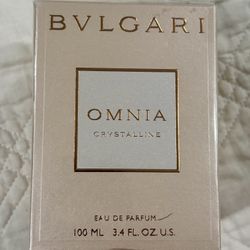 BVLGARI
OMNIA
CRYSTALLINE
EAU DE PARFUM
100 ML 3.4 FL. OZ. U.S.